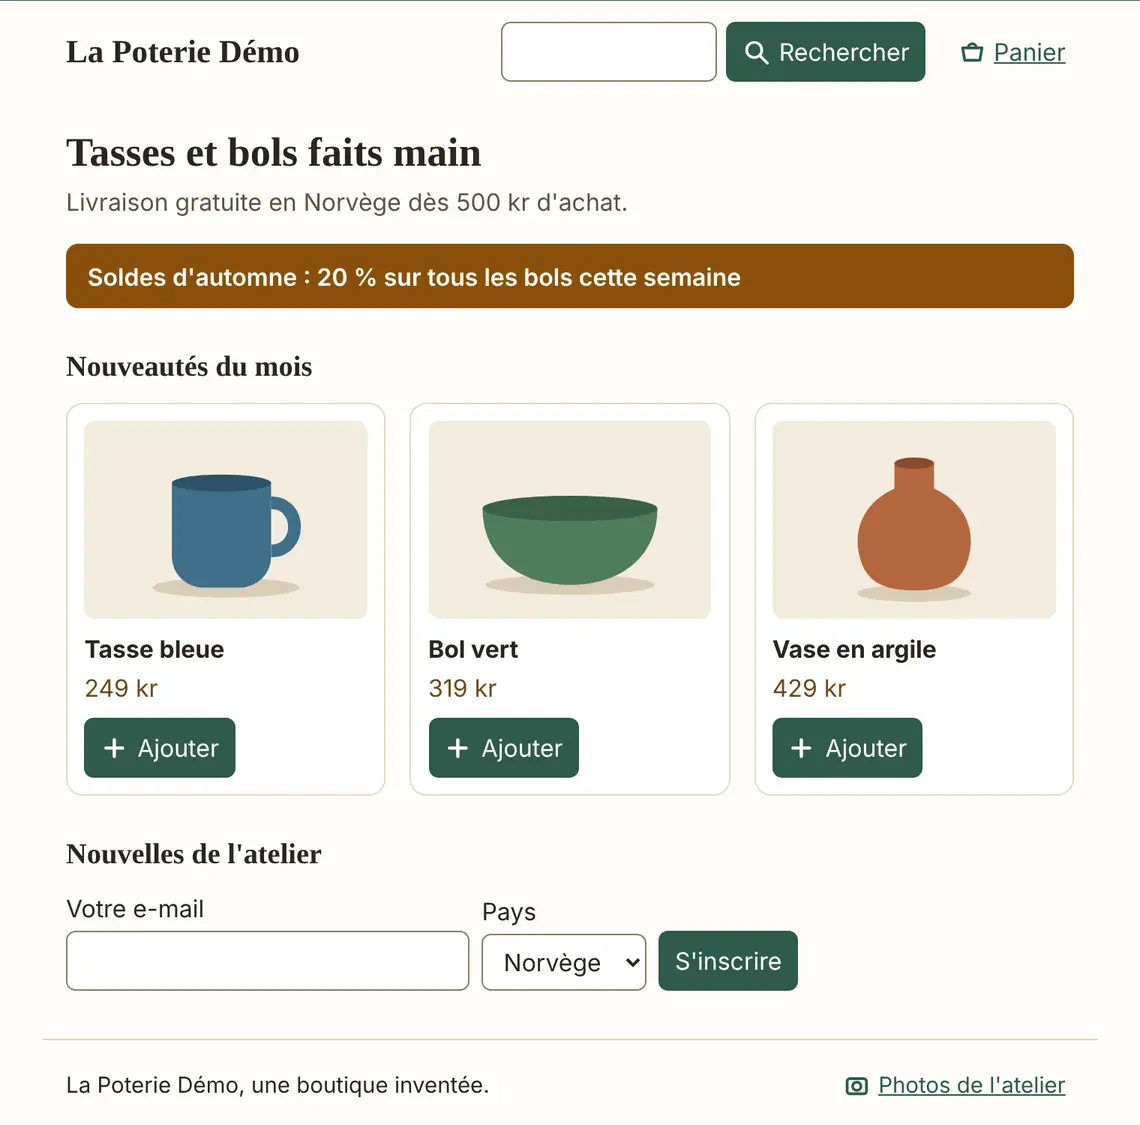 La Poterie Démo
Rechercher
Panier
Tasses et bols faits main
Livraison gratuite en Norvège dès 500 kr d'achat.
Soldes d'automne : 20 % sur tous les bols cette semaine
Nouveautés du mois
Tasse bleue
249 kr
Ajouter
Bol vert
319 kr
Ajouter
Vase en argile
429 kr
Ajouter
Nouvelles de l'atelier
Votre e-mail
Pays
Norvège
S'inscrire
La Poterie Démo, une boutique inventée.
Photos de l'atelier